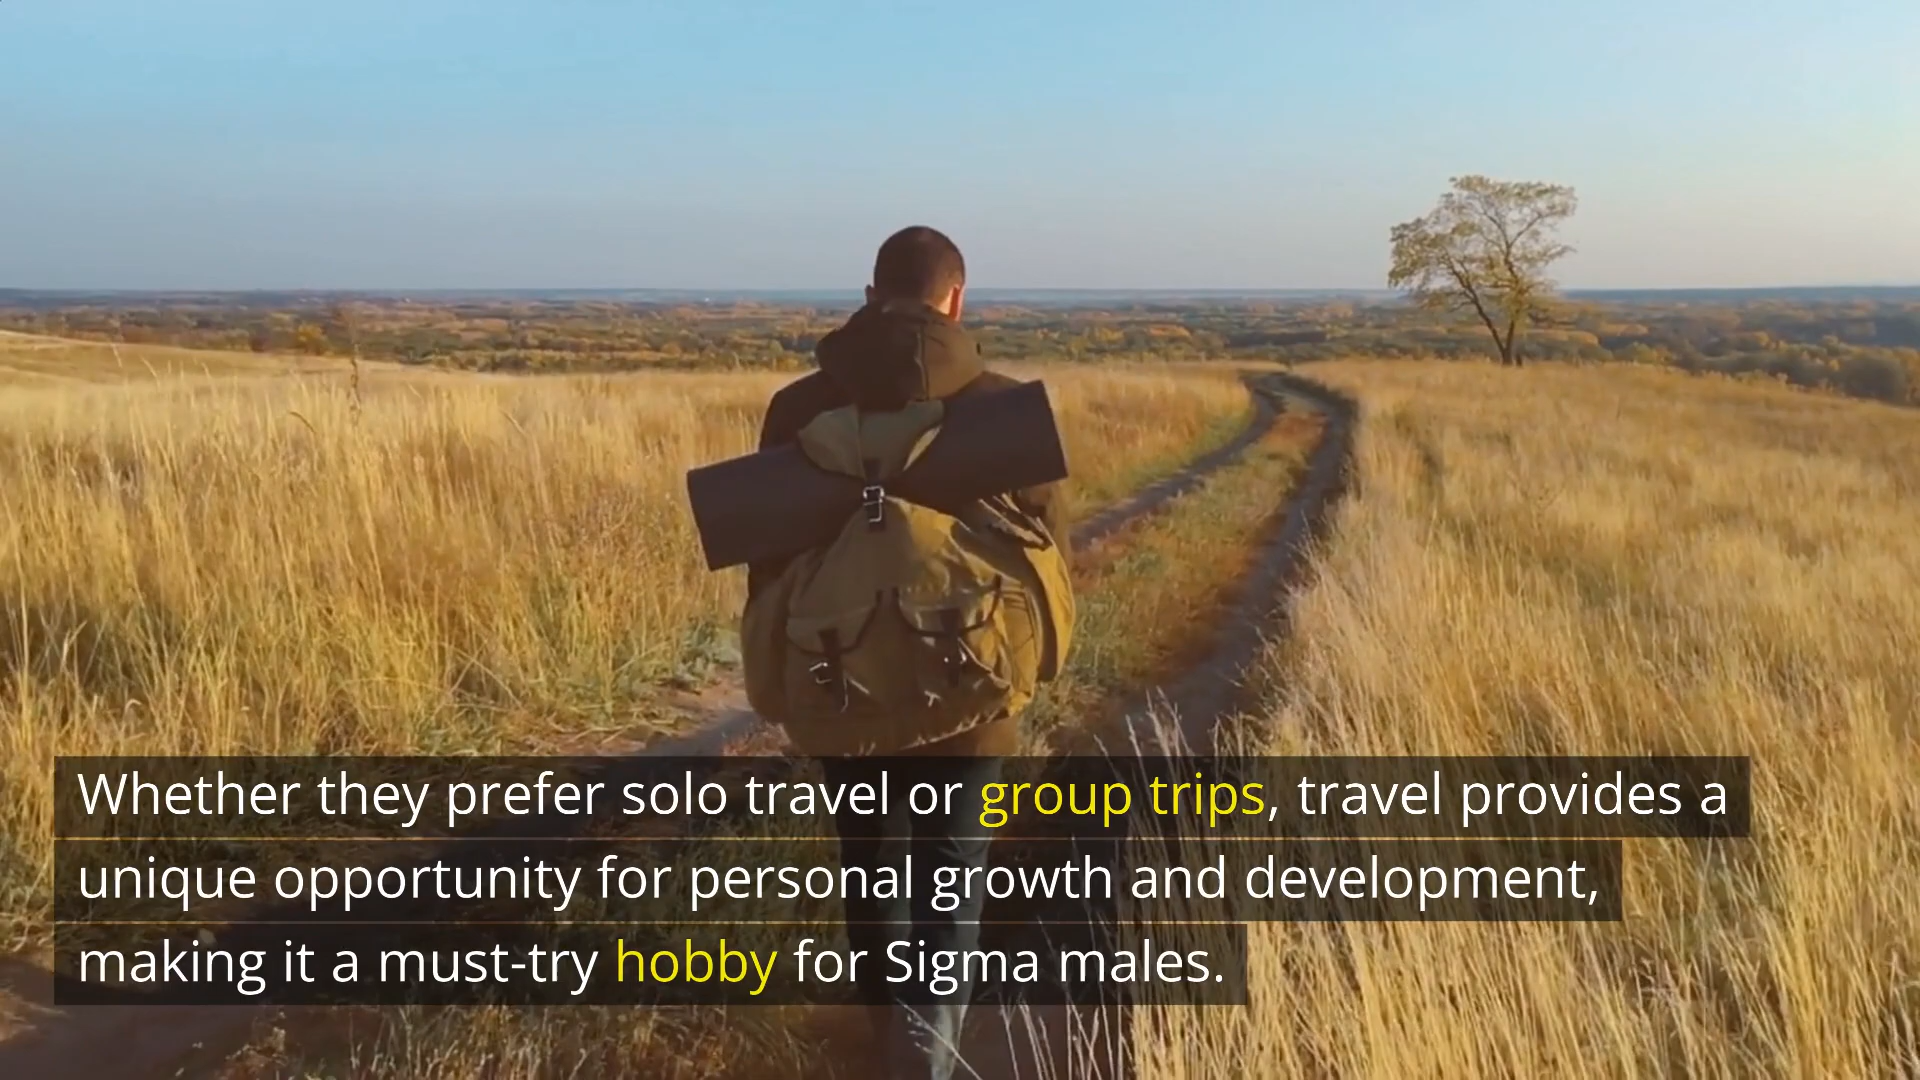 Whether they prefer solo travel or group trips, travel provides a
unique opportunity for personal growth and development,
making it a must-try hobby for Sigma males.